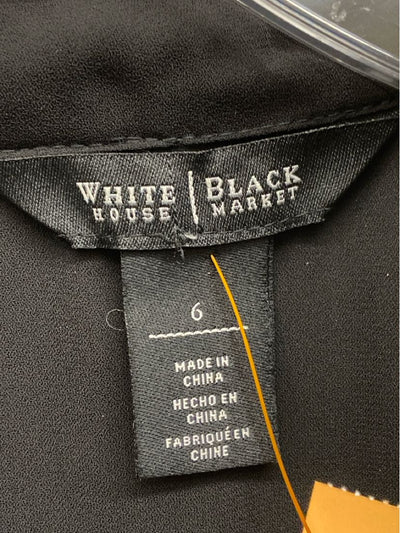 WHITE | BLACK
HOUSE | MARKET
6
MADE IN
CHINA
HECHO EN
CHINA
FABRIQUÉ EN
CHINE